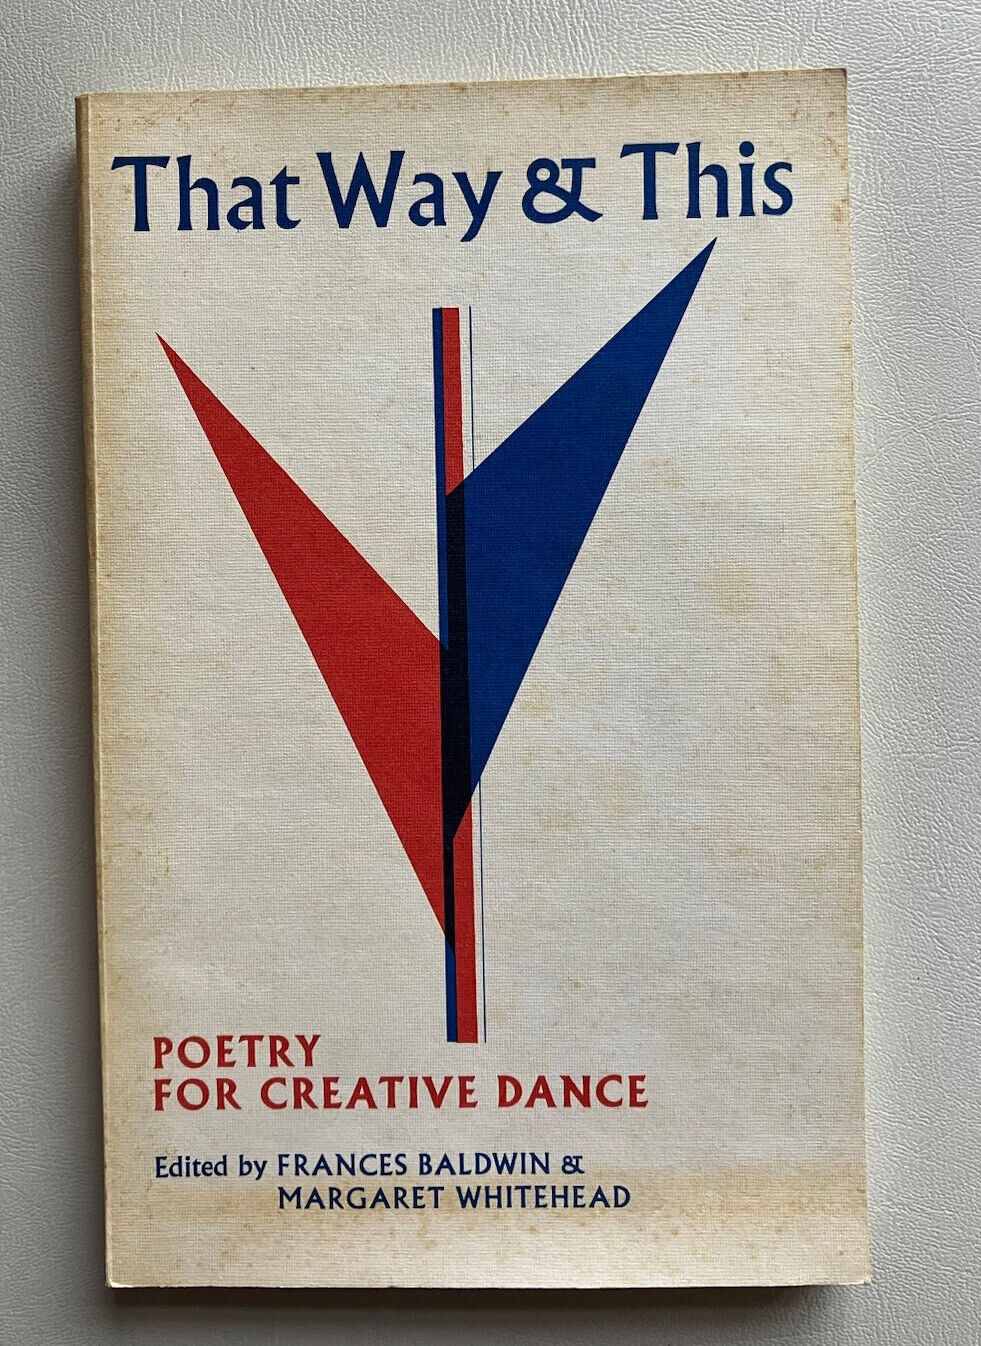 That Way & This
POETRY
FOR CREATIVE DANCE
Edited by FRANCES BALDWIN &
MARGARET WHITEHEAD